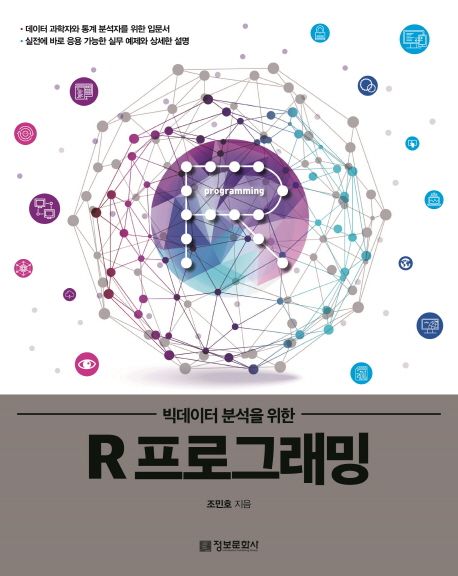 • 데이터 과학자와 통계 분석자를 위한 입문서
• 실전에 바로 응용 가능한 실무 예제와 상세한 설명
R
programming
빅데이터 분석을 위한
R 프로그래밍
조민호 지음
정보문화사